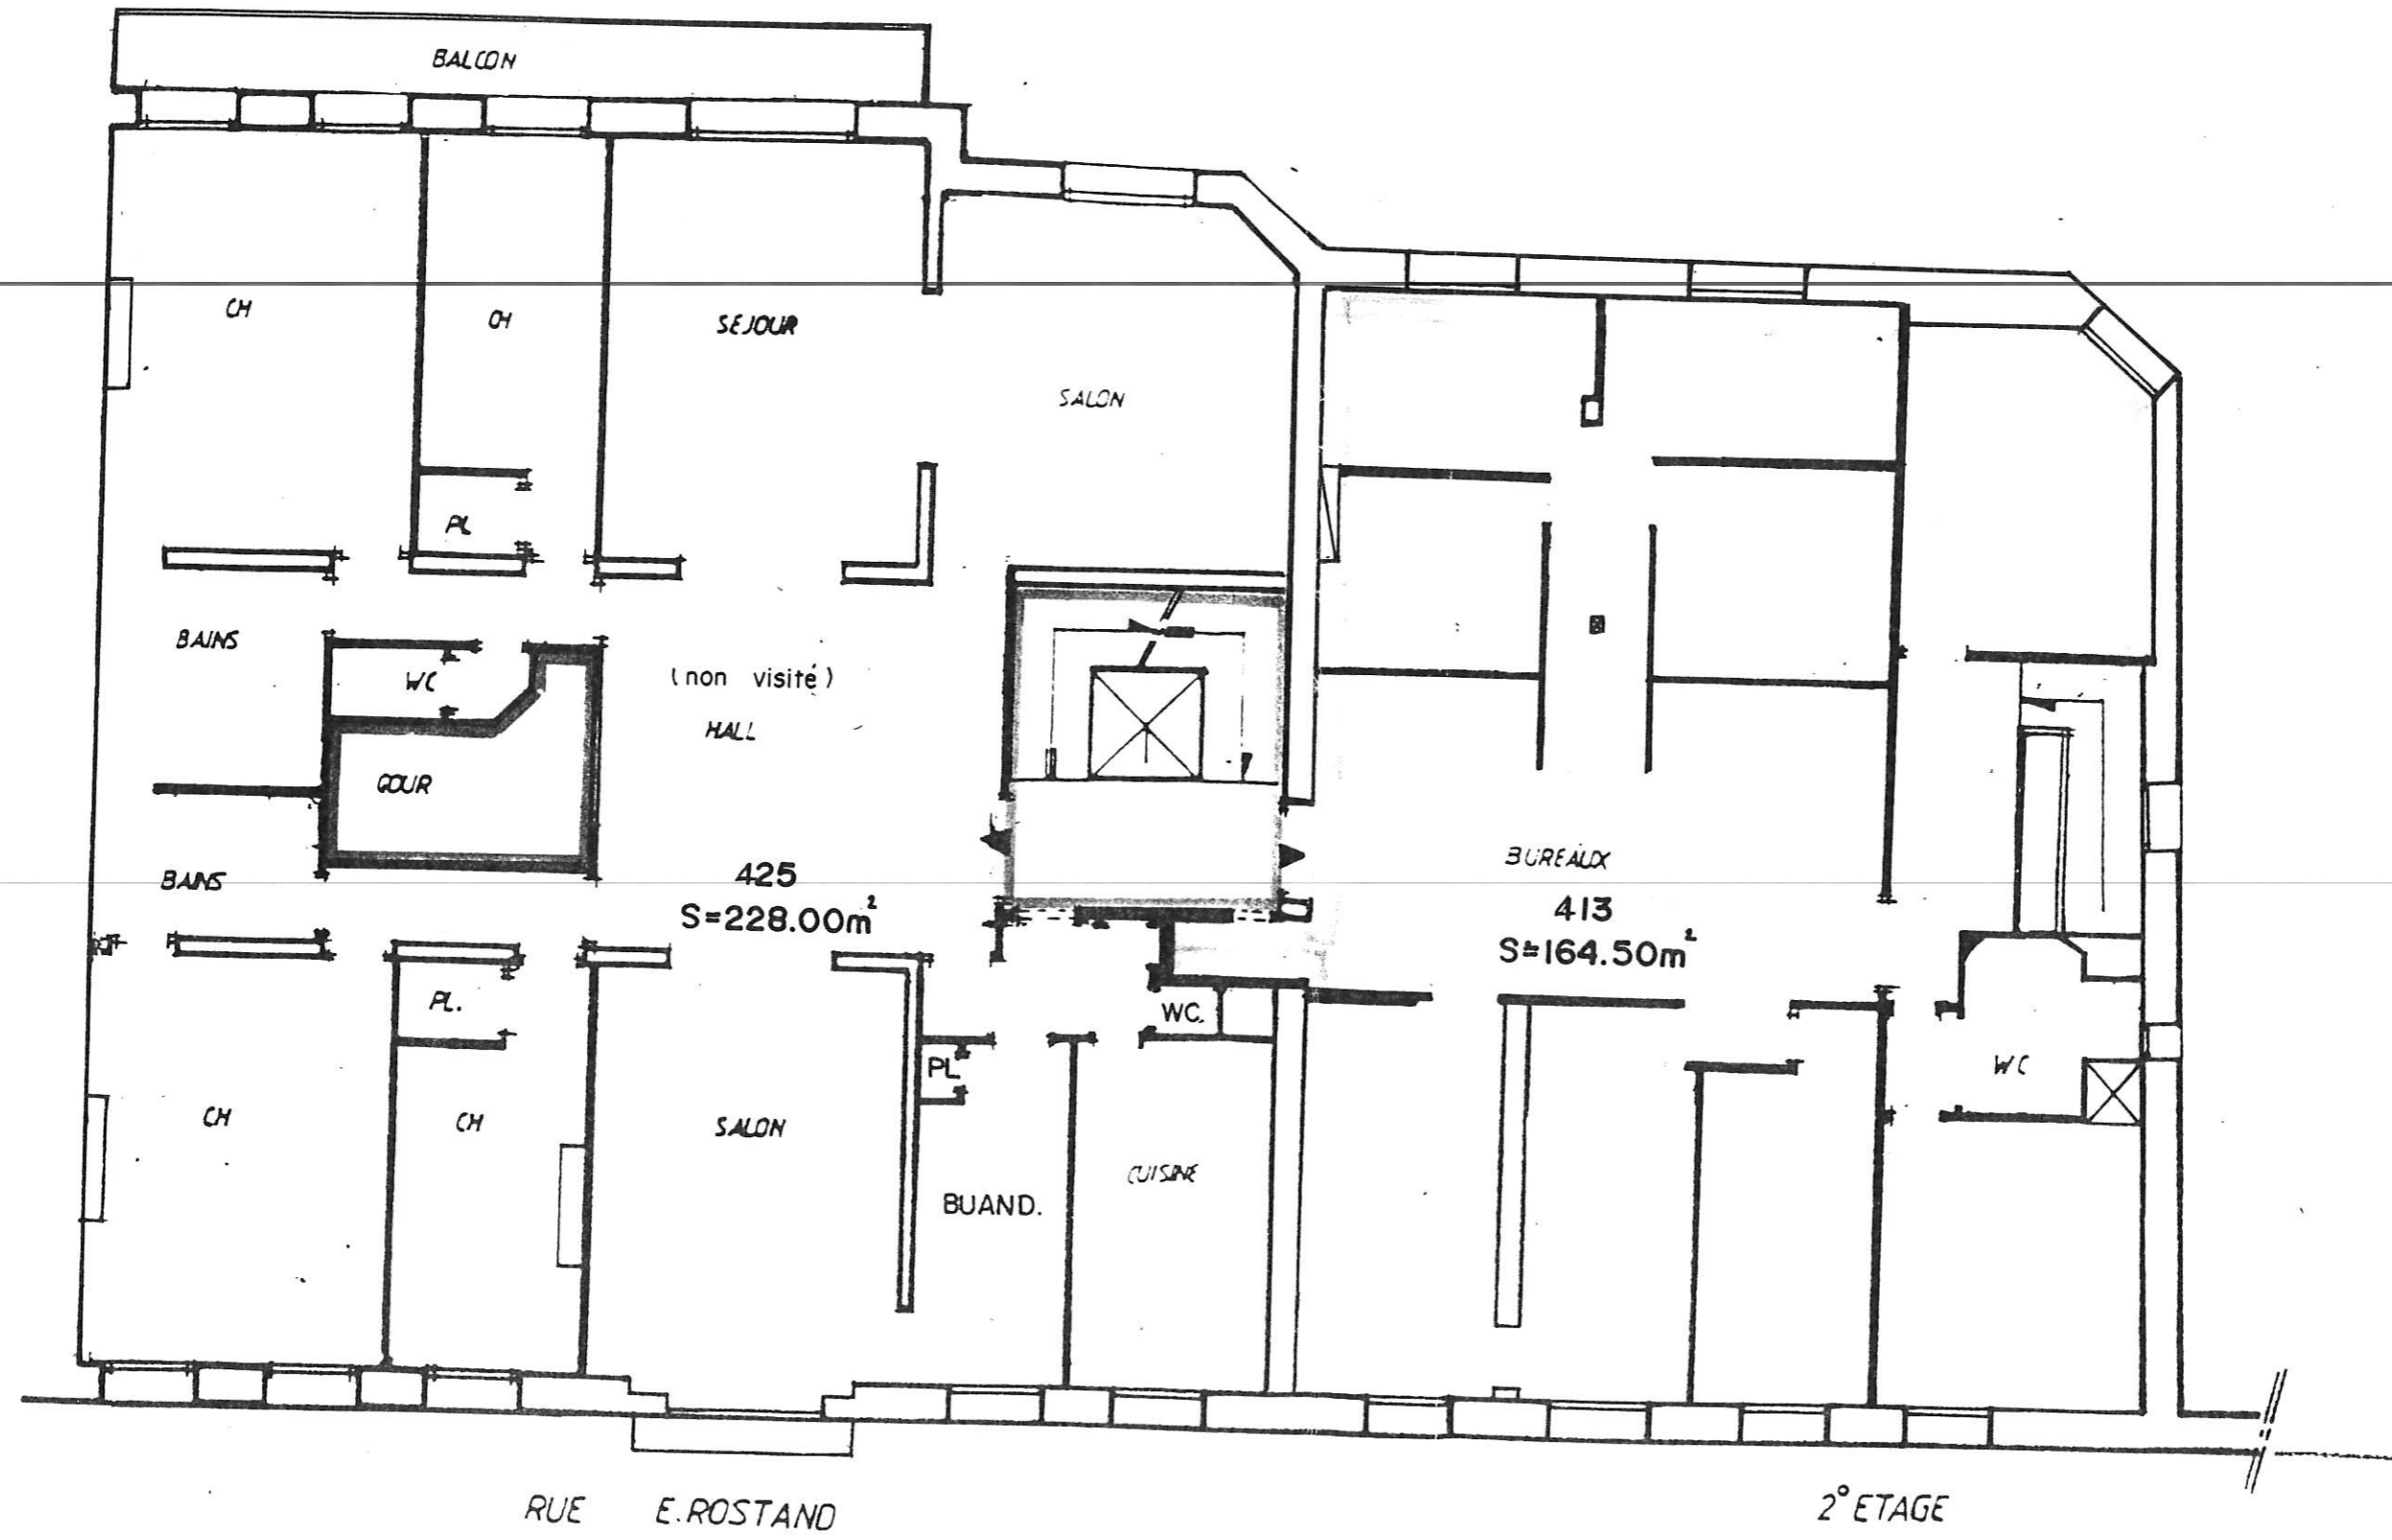 BALCON
CH
CH
SEJOUR
SALON
PL
BAINS
WC
(non visité)
HALL
COUR
BAINS
425
S=228.00m²
BUREAUX
413
S=164.50m²
PL.
WC.
PL
WC
CH
CH
SALON
CUISINE
BUAND.
RUE E.ROSTAND
2° ETAGE